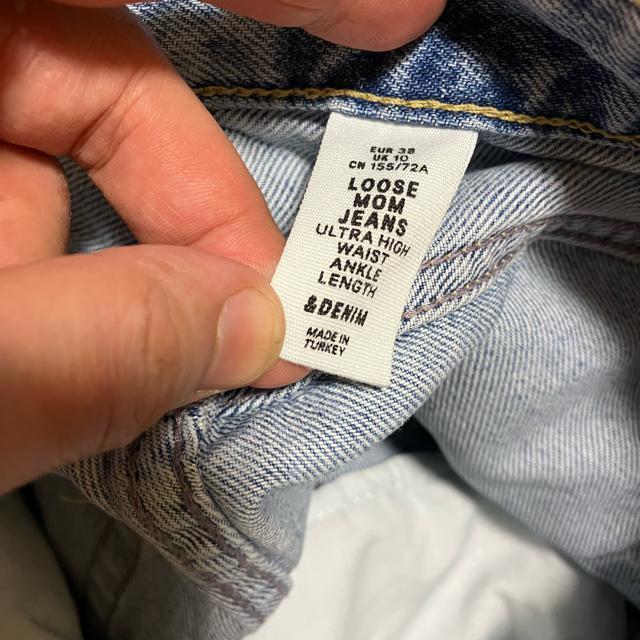 EUR 38
UK 10
CN 155/72A
LOOSE
MOM
JEANS
ULTRA HIGH
WAIST
ANKLE
LENGTH
&DENIM
MADE IN
TURKEY